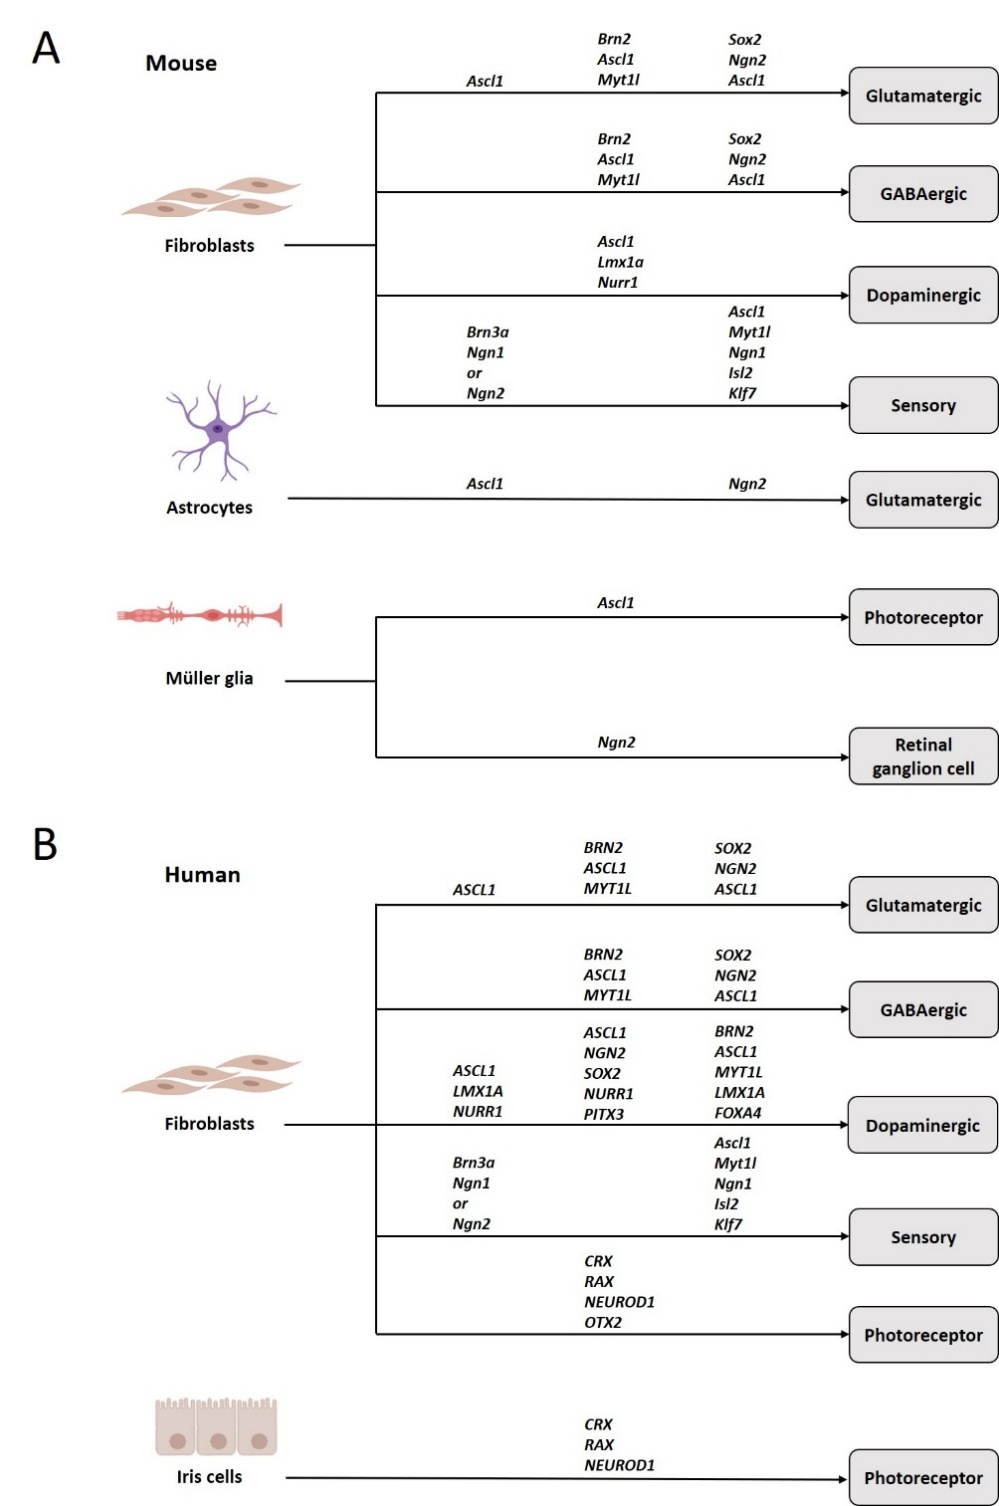 A
Mouse
Ascl1
Brn2
Ascl1
Myt1l
Sox2
Ngn2
Ascl1
Glutamatergic
Brn2
Ascl1
Myt1l
Sox2
Ngn2
Ascl1
GABAergic
Fibroblasts
Ascl1
Lmx1a
Nurr1
Dopaminergic
Brn3a
Ngn1
or
Ngn2
Ascl1
Myt1l
Ngn1
Isl2
Klf7
Sensory
Astrocytes
Ascl1
Ngn2
Glutamatergic
Müller glia
Ascl1
Photoreceptor
Ngn2
Retinal
ganglion cell
B
Human
ASCL1
BRN2
ASCL1
MYT1L
SOX2
NGN2
ASCL1
Glutamatergic
BRN2
ASCL1
MYT1L
SOX2
NGN2
ASCL1
GABAergic
Fibroblasts
ASCL1
LMX1A
NURR1
ASCL1
NGN2
SOX2
NURR1
PITX3
BRN2
ASCL1
MYT1L
LMX1A
FOXA4
Dopaminergic
Brn3a
Ngn1
or
Ngn2
Ascl1
Myt1l
Ngn1
Isl2
Klf7
Sensory
CRX
RAX
NEUROD1
OTX2
Photoreceptor
Iris cells
CRX
RAX
NEUROD1
Photoreceptor